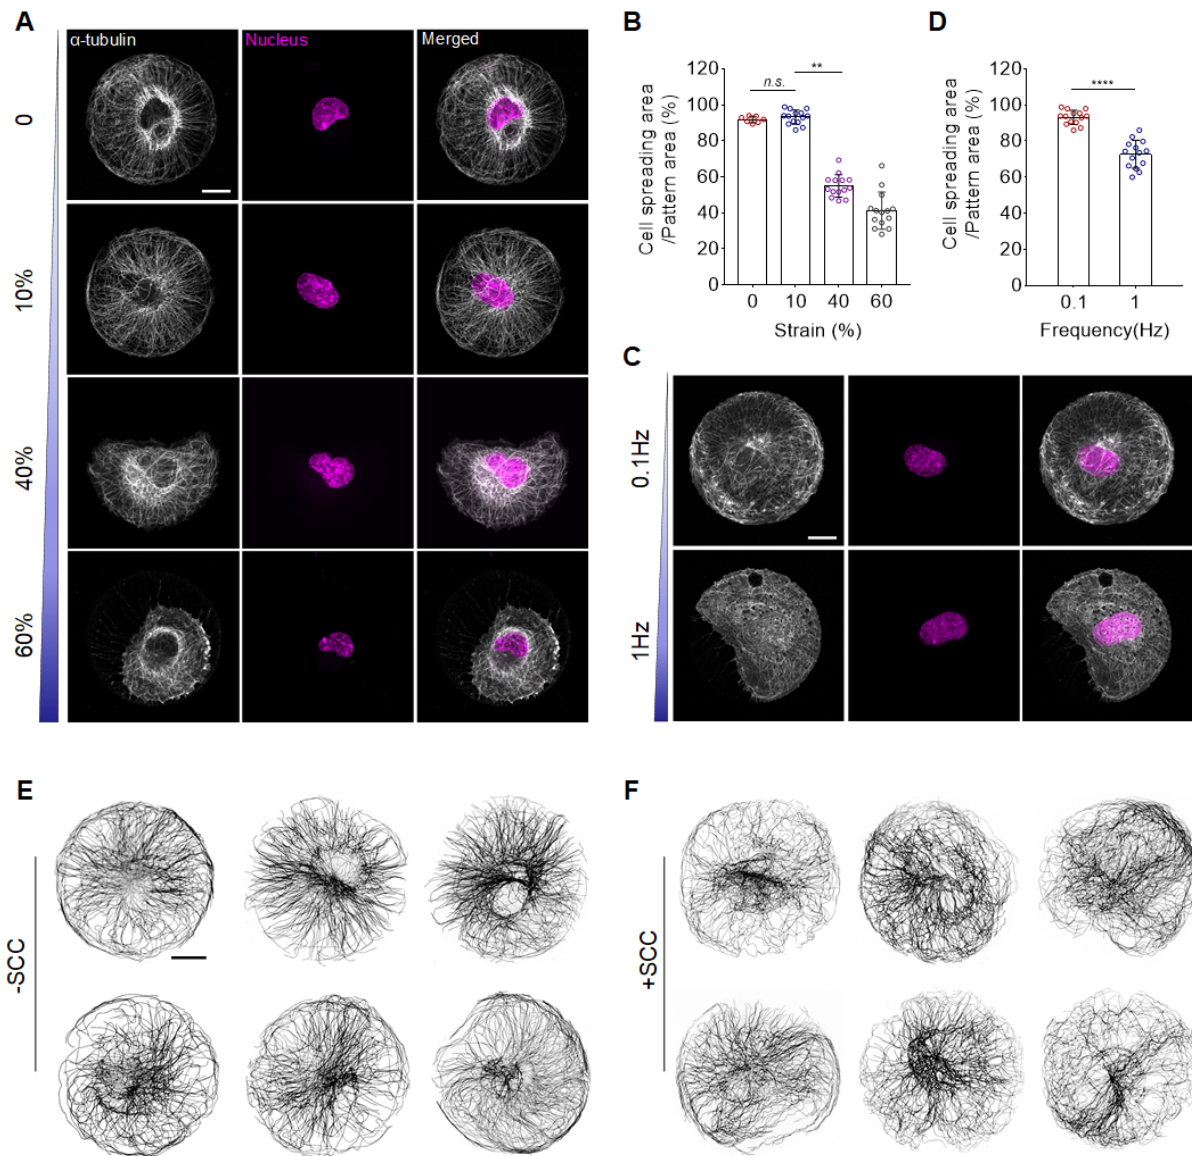 A
α-tubulin
Nucleus
Merged
0
10%
40%
60%
B
Cell spreading area
/Pattern area (%)
120
100
80
60
40
20
0
n.s.
**
0 10 40 60
Strain (%)
D
Cell spreading area
/Pattern area (%)
120
100
80
60
40
20
0
****
0.1 1
Frequency(Hz)
C
0.1Hz
1Hz
E
-SCC
F
+SCC